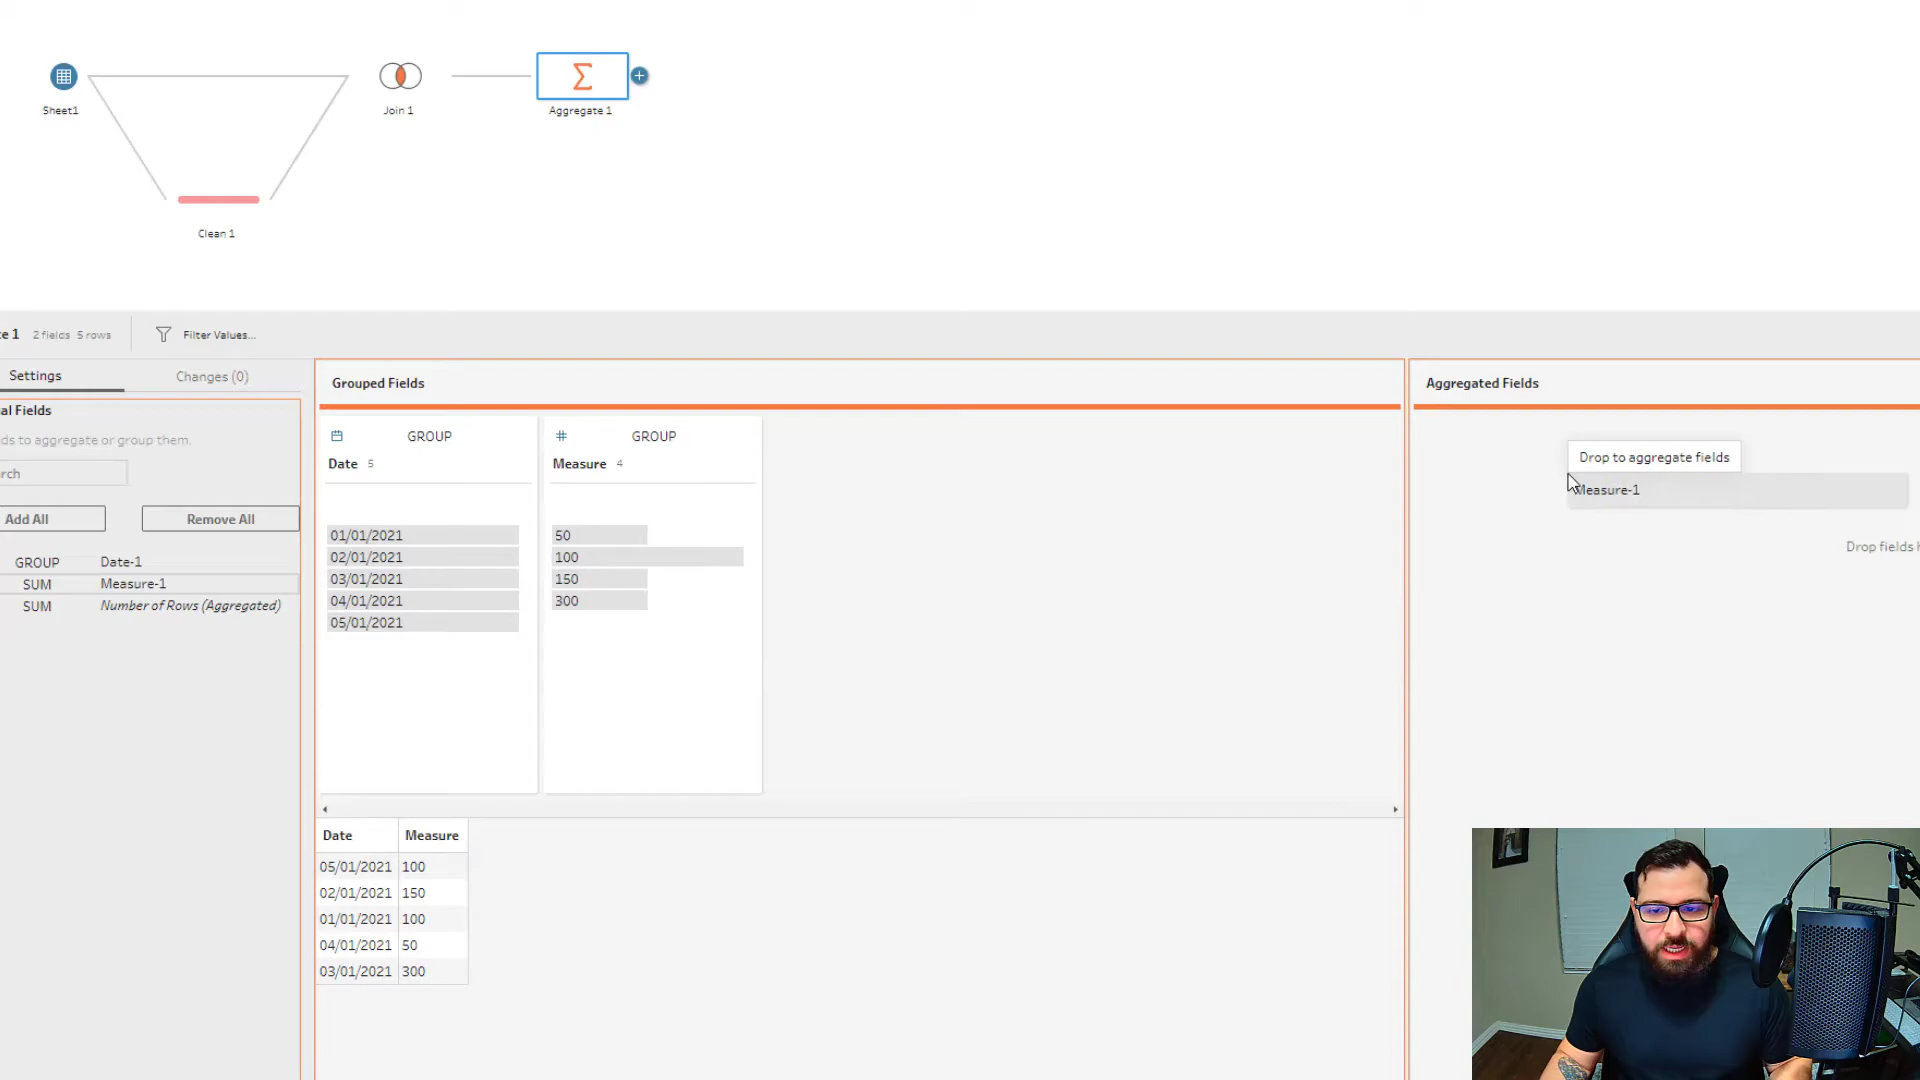 Sheet1
Join 1
Aggregate 1
Clean 1
te 1 2 fields 5 rows
Filter Values...
Settings
Changes (0)
al Fields
ds to aggregate or group them.
rch
Add All
Remove All
GROUP Date-1
SUM Measure-1
SUM Number of Rows (Aggregated)
Grouped Fields
GROUP
Date 5
01/01/2021
02/01/2021
03/01/2021
04/01/2021
05/01/2021
GROUP
Measure 4
50
100
150
300
Date Measure
05/01/2021 100
02/01/2021 150
01/01/2021 100
04/01/2021 50
03/01/2021 300
Aggregated Fields
Drop to aggregate fields
Measure-1
Drop fields h